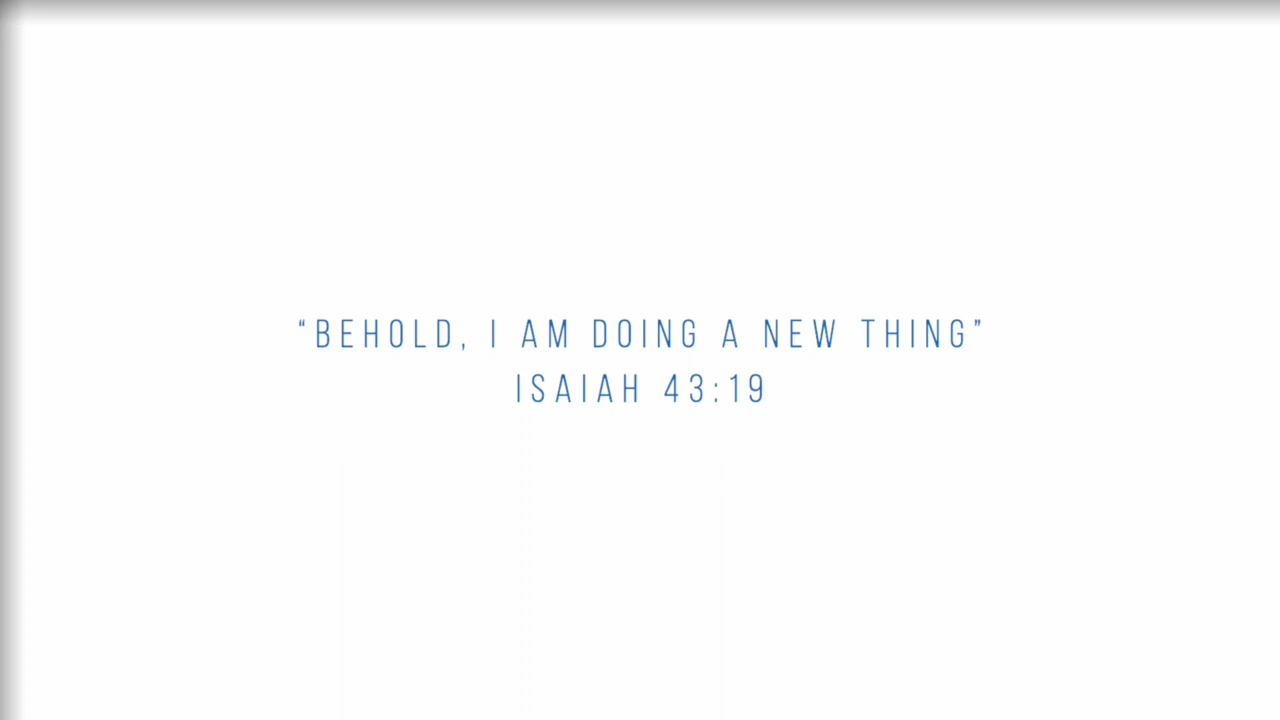 “BEHOLD, I AM DOING A NEW THING”
ISAIAH 43:19